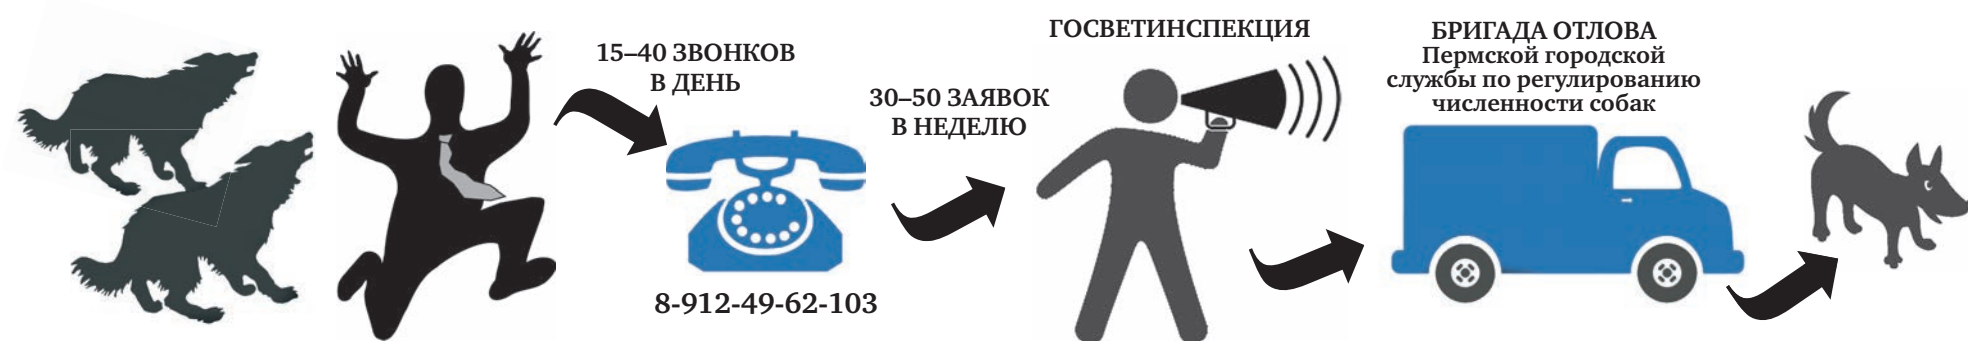 15–40 ЗВОНКОВ
В ДЕНЬ
8-912-49-62-103
30–50 ЗАЯВОК
В НЕДЕЛЮ
ГОСВЕТИНСПЕКЦИЯ
БРИГАДА ОТЛОВА
Пермской городской
службы по регулированию
численности собак